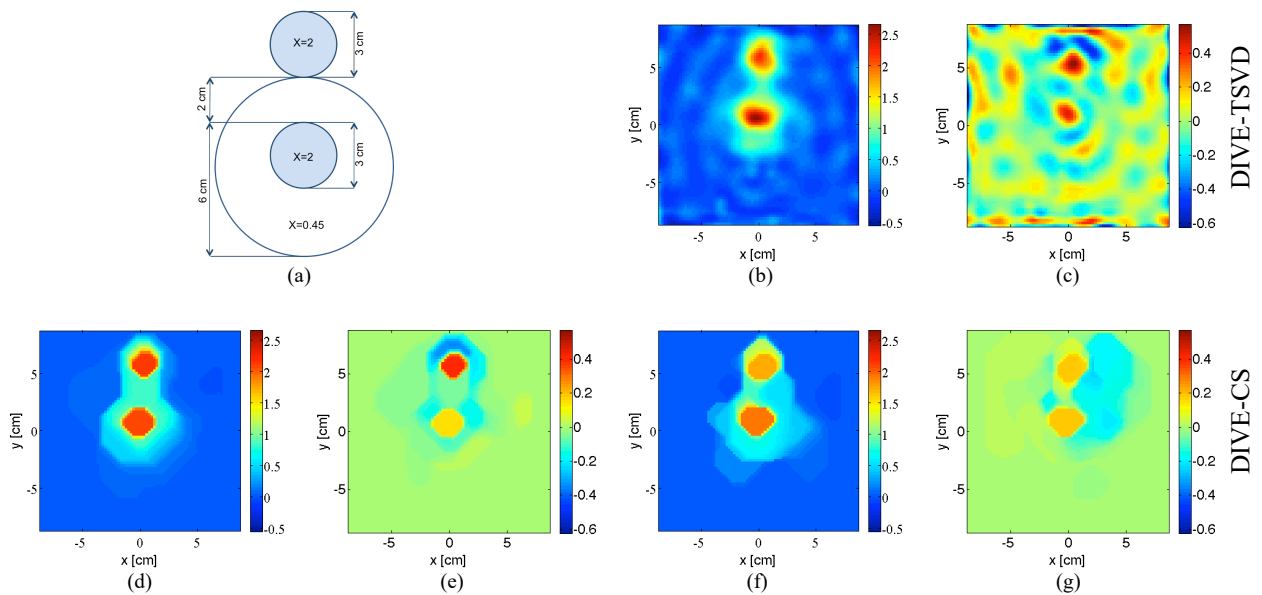 X=2
3 cm
2 cm
X=2
3 cm
6 cm
X=0.45
(a)
y [cm]
5
0
-5
-5
0
5
x [cm]
2.5
2
1.5
1
0.5
0
-0.5
(b)
y [cm]
5
0
-5
-5
0
5
x [cm]
0.4
0.2
0
-0.2
-0.4
-0.6
(c)
DIVE-TSVD
y [cm]
5
0
-5
-5
0
5
x [cm]
2.5
2
1.5
1
0.5
0
-0.5
(d)
y [cm]
5
0
-5
-5
0
5
x [cm]
0.4
0.2
0
-0.2
-0.4
-0.6
(e)
y [cm]
5
0
-5
-5
0
5
x [cm]
2.5
2
1.5
1
0.5
0
-0.5
(f)
y [cm]
5
0
-5
-5
0
5
x [cm]
0.4
0.2
0
-0.2
-0.4
-0.6
(g)
DIVE-CS